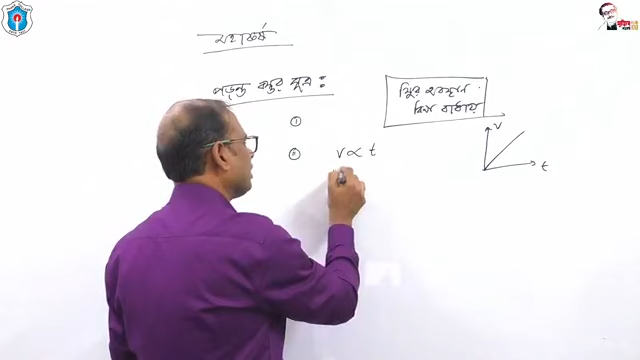 মহাকর্ষ
পড়ন্ত বস্তুর সূত্র :
স্থির অবস্থান
বিনা বাধায়
①
②
v ∝ t
v
t